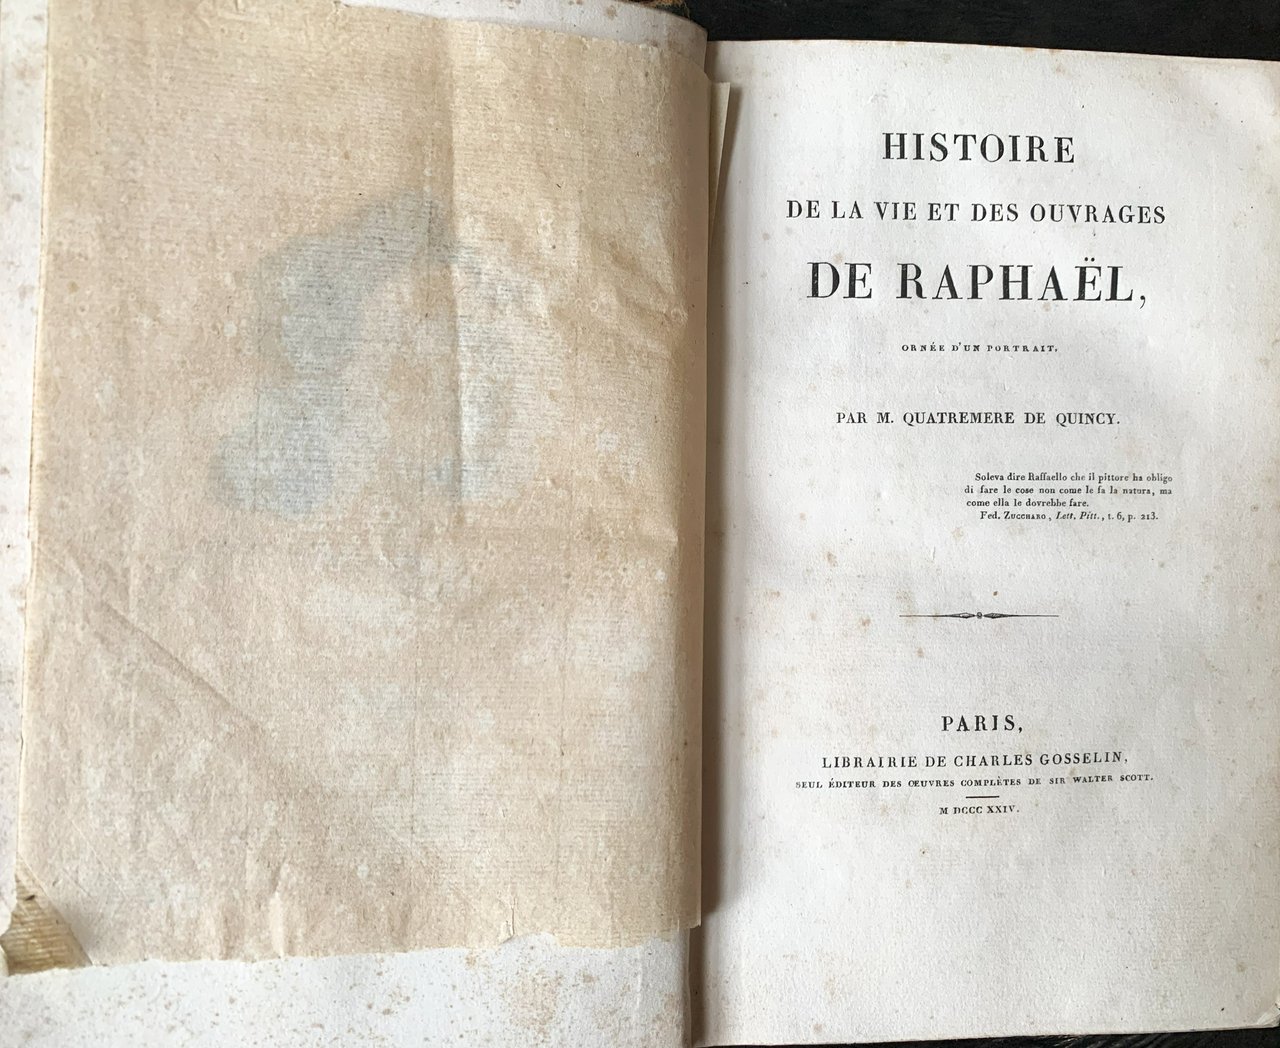 HISTOIRE
DE LA VIE ET DES OUVRAGES
DE RAPHAËL,
ORNÉE D'UN PORTRAIT,
PAR M. QUATREMERE DE QUINCY.
Soleva dire Raffaello che il pittore ha obligo
di fare le cose non come le fa la natura, ma
come ella le dovrebbe fare.
Fed. ZUCCHARO, Lett. Pitt., t. 6, p. 213.
PARIS,
LIBRAIRIE DE CHARLES GOSSELIN,
SEUL ÉDITEUR DES ŒUVRES COMPLÈTES DE SIR WALTER SCOTT.
M DCCC XXIV.